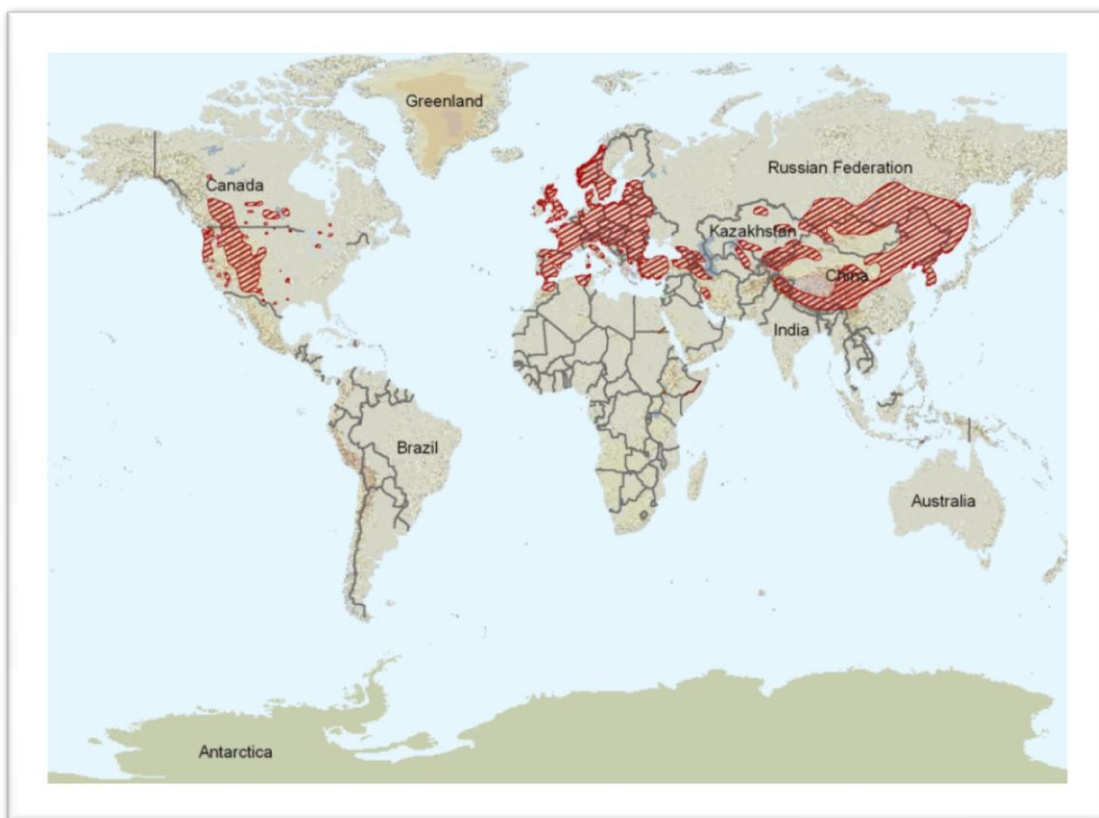 Greenland
Canada
Russian Federation
Kazakhstan
China
India
Brazil
Australia
Antarctica